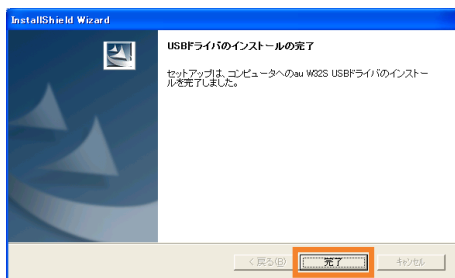 InstallShield Wizard
USBドライバのインストールの完了
セットアップは、コンピュータへのau W32S USBドライバのインストー
ルを完了しました。
< 戻る(B)
完了
キャンセル